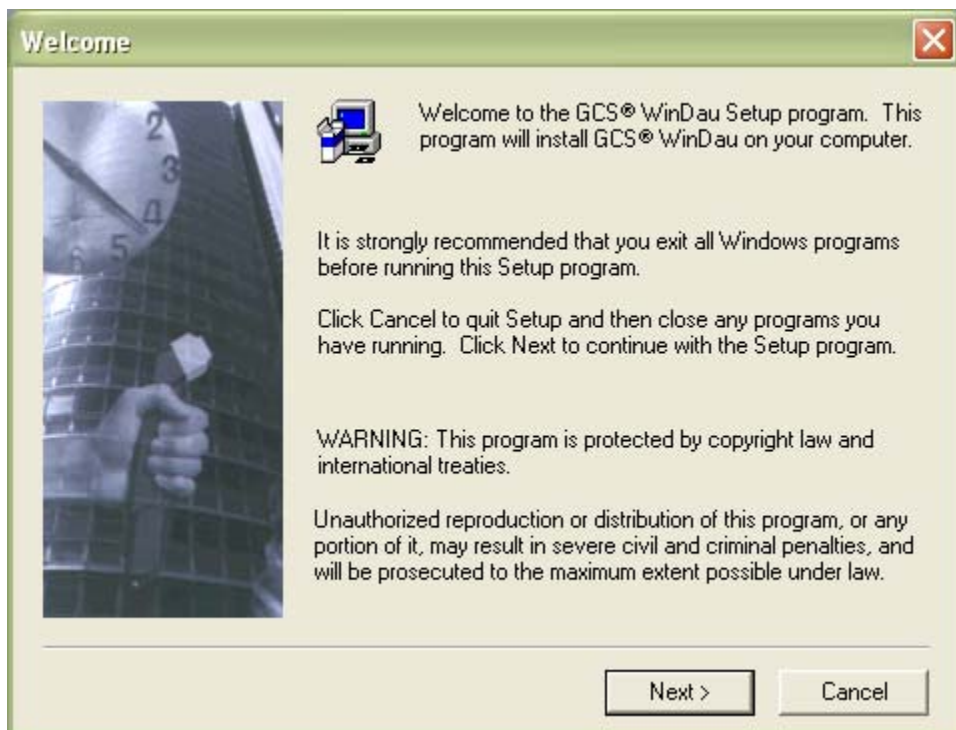 Welcome
2
3
4
5
6
Welcome to the GCS® WinDau Setup program.  This
program will install GCS® WinDau on your computer.
It is strongly recommended that you exit all Windows programs
before running this Setup program.
Click Cancel to quit Setup and then close any programs you
have running.  Click Next to continue with the Setup program.
WARNING: This program is protected by copyright law and
international treaties.
Unauthorized reproduction or distribution of this program, or any
portion of it, may result in severe civil and criminal penalties, and
will be prosecuted to the maximum extent possible under law.
Next >
Cancel